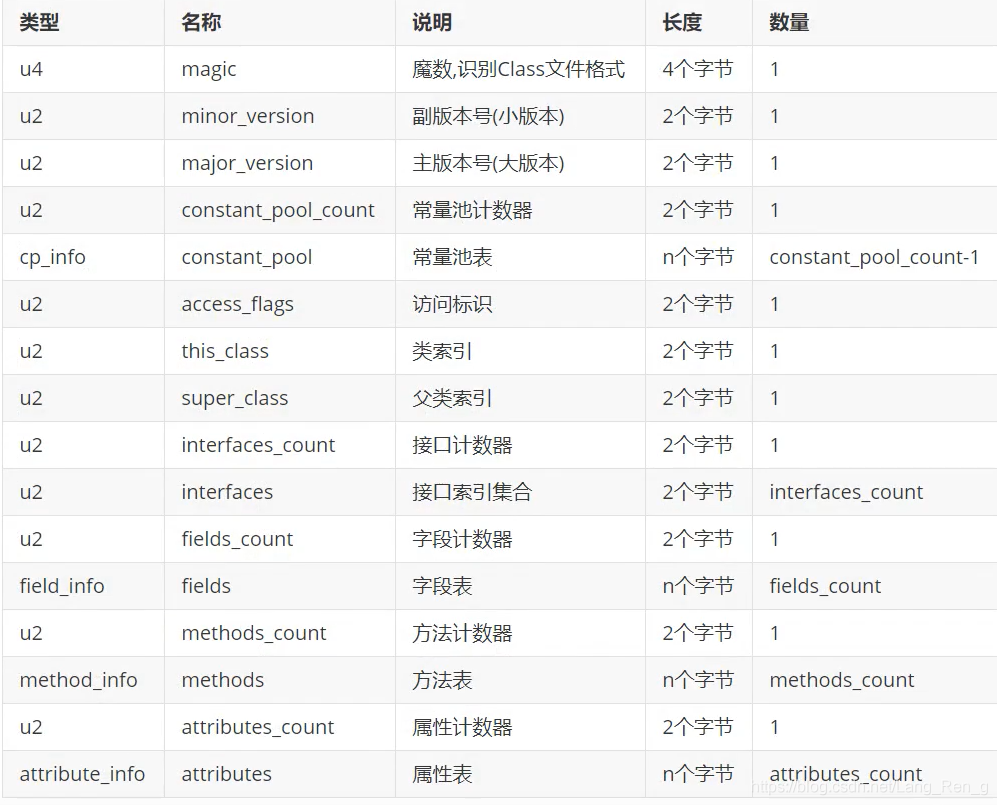 类型 名称 说明 长度 数量
u4 magic 魔数,识别Class文件格式 4个字节 1
u2 minor_version 副版本号(小版本) 2个字节 1
u2 major_version 主版本号(大版本) 2个字节 1
u2 constant_pool_count 常量池计数器 2个字节 1
cp_info constant_pool 常量池表 n个字节 constant_pool_count-1
u2 access_flags 访问标识 2个字节 1
u2 this_class 类索引 2个字节 1
u2 super_class 父类索引 2个字节 1
u2 interfaces_count 接口计数器 2个字节 1
u2 interfaces 接口索引集合 2个字节 interfaces_count
u2 fields_count 字段计数器 2个字节 1
field_info fields 字段表 n个字节 fields_count
u2 methods_count 方法计数器 2个字节 1
method_info methods 方法表 n个字节 methods_count
u2 attributes_count 属性计数器 2个字节 1
attribute_info attributes 属性表 n个字节 attributes_count
https://blog.csdn.net/Lang_Ren_g